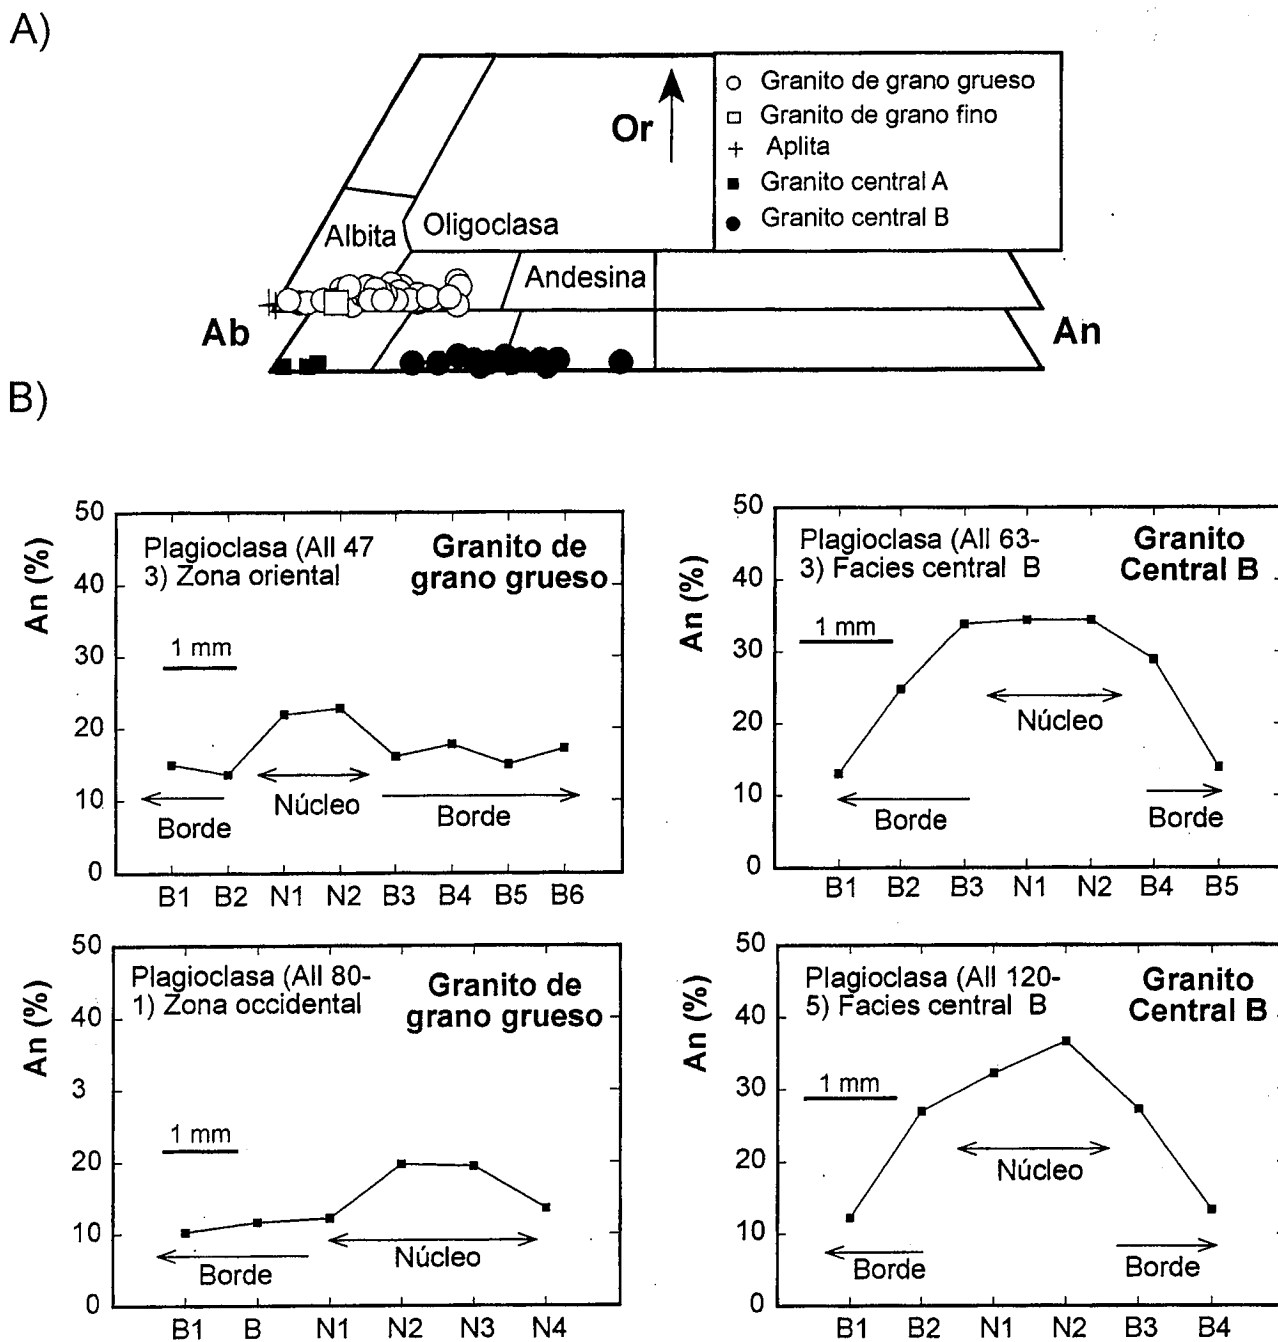 A)
Or
Granito de grano grueso
Granito de grano fino
Aplita
Granito central A
Granito central B
Albita
Oligoclasa
Andesina
Ab
An
B)
An (%)
50
40
30
20
10
0
Plagioclasa (All 47
3) Zona oriental
Granito de
grano grueso
1 mm
Núcleo
Borde
Borde
B1 B2 N1 N2 B3 B4 B5 B6
An (%)
50
40
30
20
10
0
Plagioclasa (All 63-
3) Facies central B
Granito
Central B
1 mm
Núcleo
Borde
Borde
B1 B2 B3 N1 N2 B4 B5
An (%)
50
40
3
20
10
0
Plagioclasa (All 80-
1) Zona occidental
Granito de
grano grueso
1 mm
Núcleo
Borde
B1 B N1 N2 N3 N4
An (%)
50
40
30
20
10
0
Plagioclasa (All 120-
5) Facies central B
Granito
Central B
1 mm
Núcleo
Borde
Borde
B1 B2 N1 N2 B3 B4